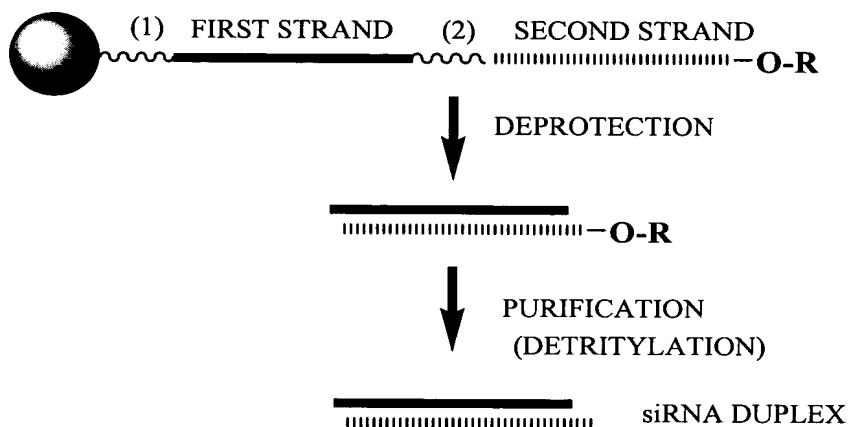 (1) FIRST STRAND (2) SECOND STRAND
O-R
DEPROTECTION
O-R
PURIFICATION
(DETRITYLATION)
siRNA DUPLEX